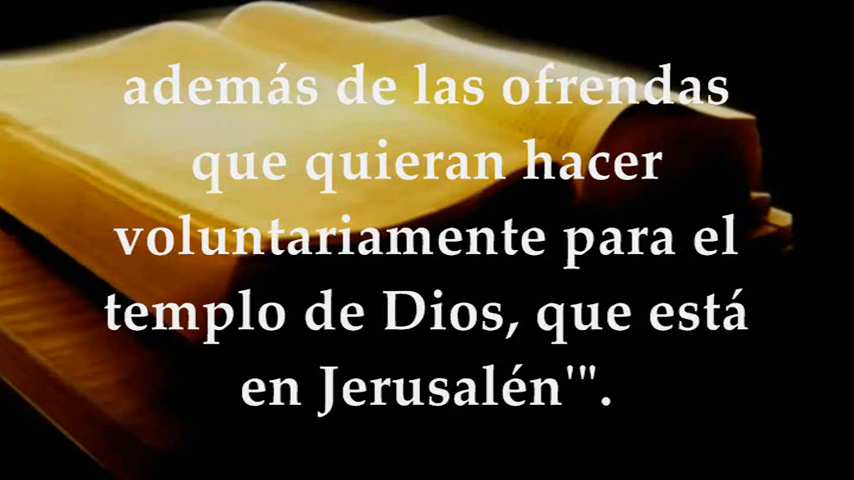 además de las ofrendas
que quieran hacer
voluntariamente para el
templo de Dios, que está
en Jerusalén'".